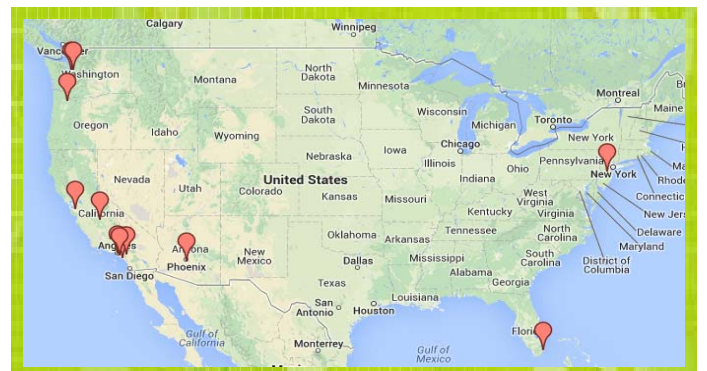 Calgary
Winnipeg
Vancouver
Washington
Montana
North
Dakota
Minnesota
Montreal
Maine
Oregon
Idaho
Wyoming
South
Dakota
Wisconsin
Michigan
Toronto
New York
Nebraska
Iowa
Chicago
Illinois
Indiana
Ohio
Pennsylvania
New York
Ma
Rhode
Connectic
New Jers
Delaware
Maryland
District of
Columbia
Nevada
Utah
Colorado
United States
Kansas
Missouri
West
Virginia
Virginia
Kentucky
California
Angeles
San Diego
Arizona
Phoenix
New
Mexico
Oklahoma
Arkansas
Tennessee
North
Carolina
South
Carolina
Dallas
Mississippi
Alabama
Georgia
Texas
Louisiana
San
Antonio
Houston
Florida
Gulf of
California
Monterrey
Gulf of
Mexico